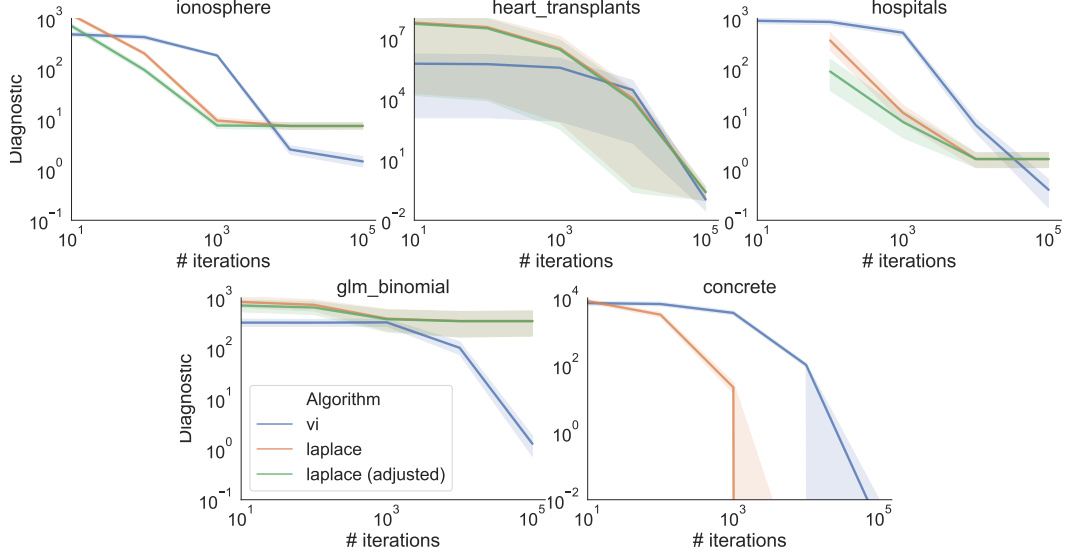 ionosphere
heart_transplants
hospitals
10^3
10^2
10^1
10^0
10^-1
Diagnostic
10^1
10^3
10^5
# iterations
10^7
10^4
10^1
0^-2
10^1
10^3
10^5
# iterations
10^3
10^2
10^1
10^0
0^-1
10^1
10^3
10^5
# iterations
glm_binomial
concrete
10^3
10^2
10^1
10^0
10^-1
Diagnostic
Algorithm
vi
laplace
laplace (adjusted)
10^1
10^3
10^5
# iterations
10^4
10^2
10^0
10^-2
10^1
10^3
10^5
# iterations